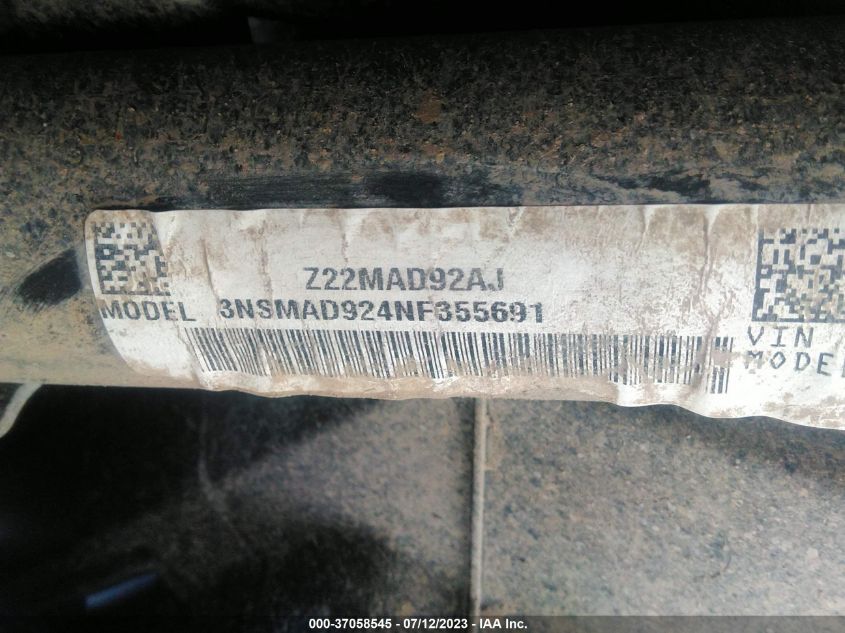 Z22MAD92AJ
MODEL 3NSMAD924NF355691
VIN
MODEL
000-37058545 - 07/12/2023 - IAA Inc.